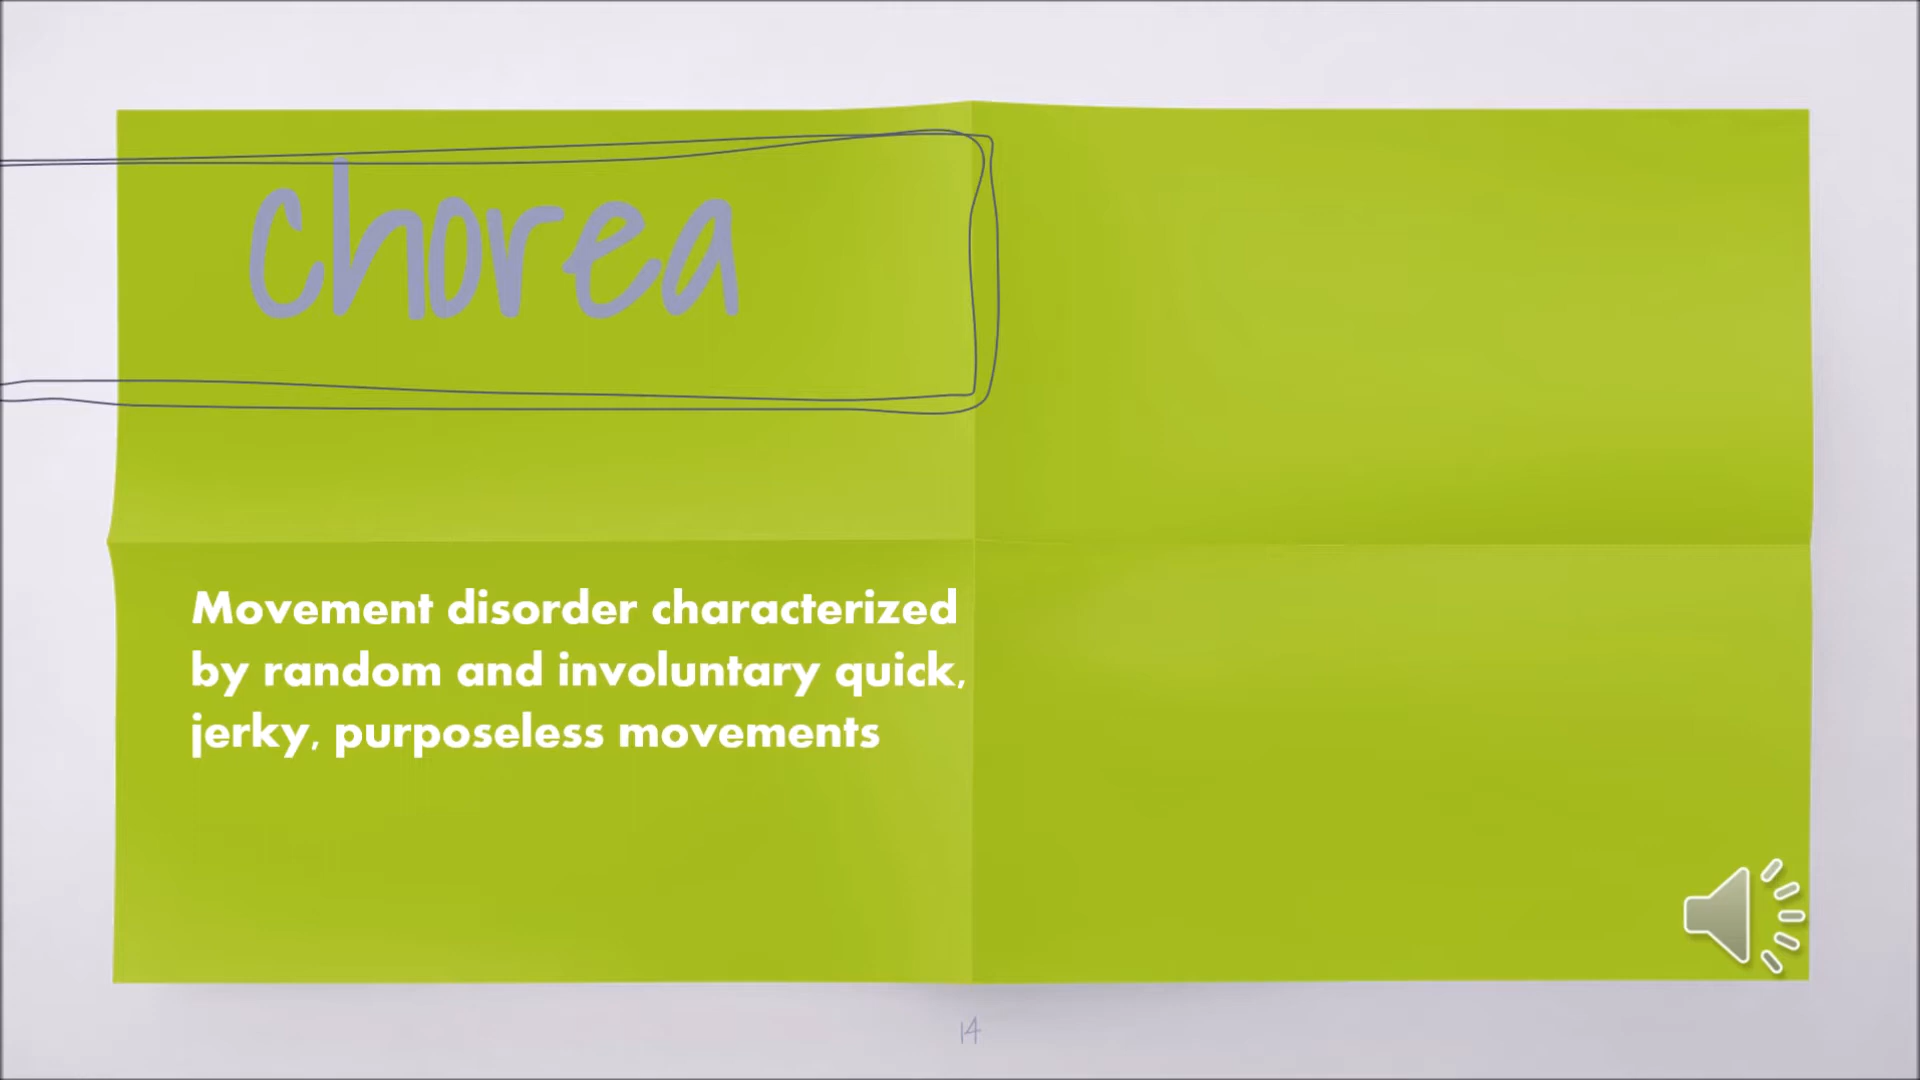 chorea
Movement disorder characterized
by random and involuntary quick,
jerky, purposeless movements
14